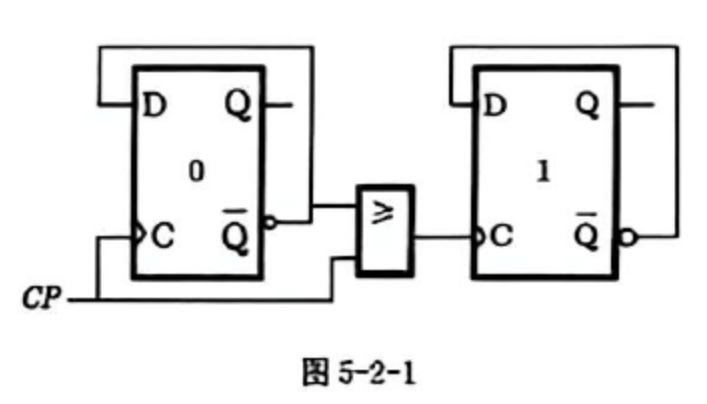 D Q D Q
0 1
≥
C Q̅ C Q̅
CP
图 5-2-1